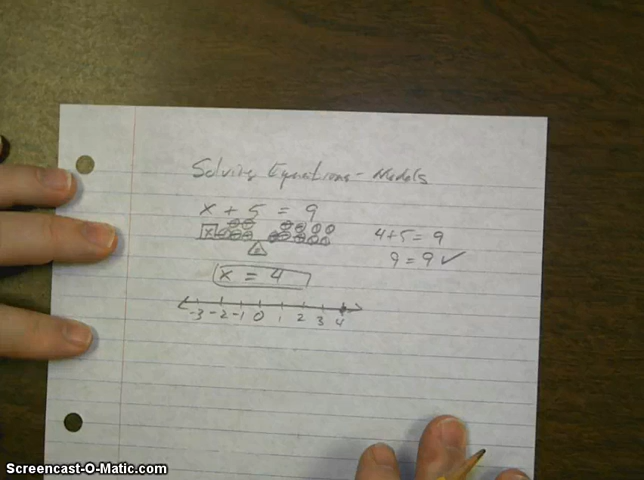 Solving Equations - Models
x + 5 = 9
x
4+5 = 9
9 = 9 ✓
x = 4
-3 -2 -1 0 1 2 3 4
Screencast-O-Matic.com